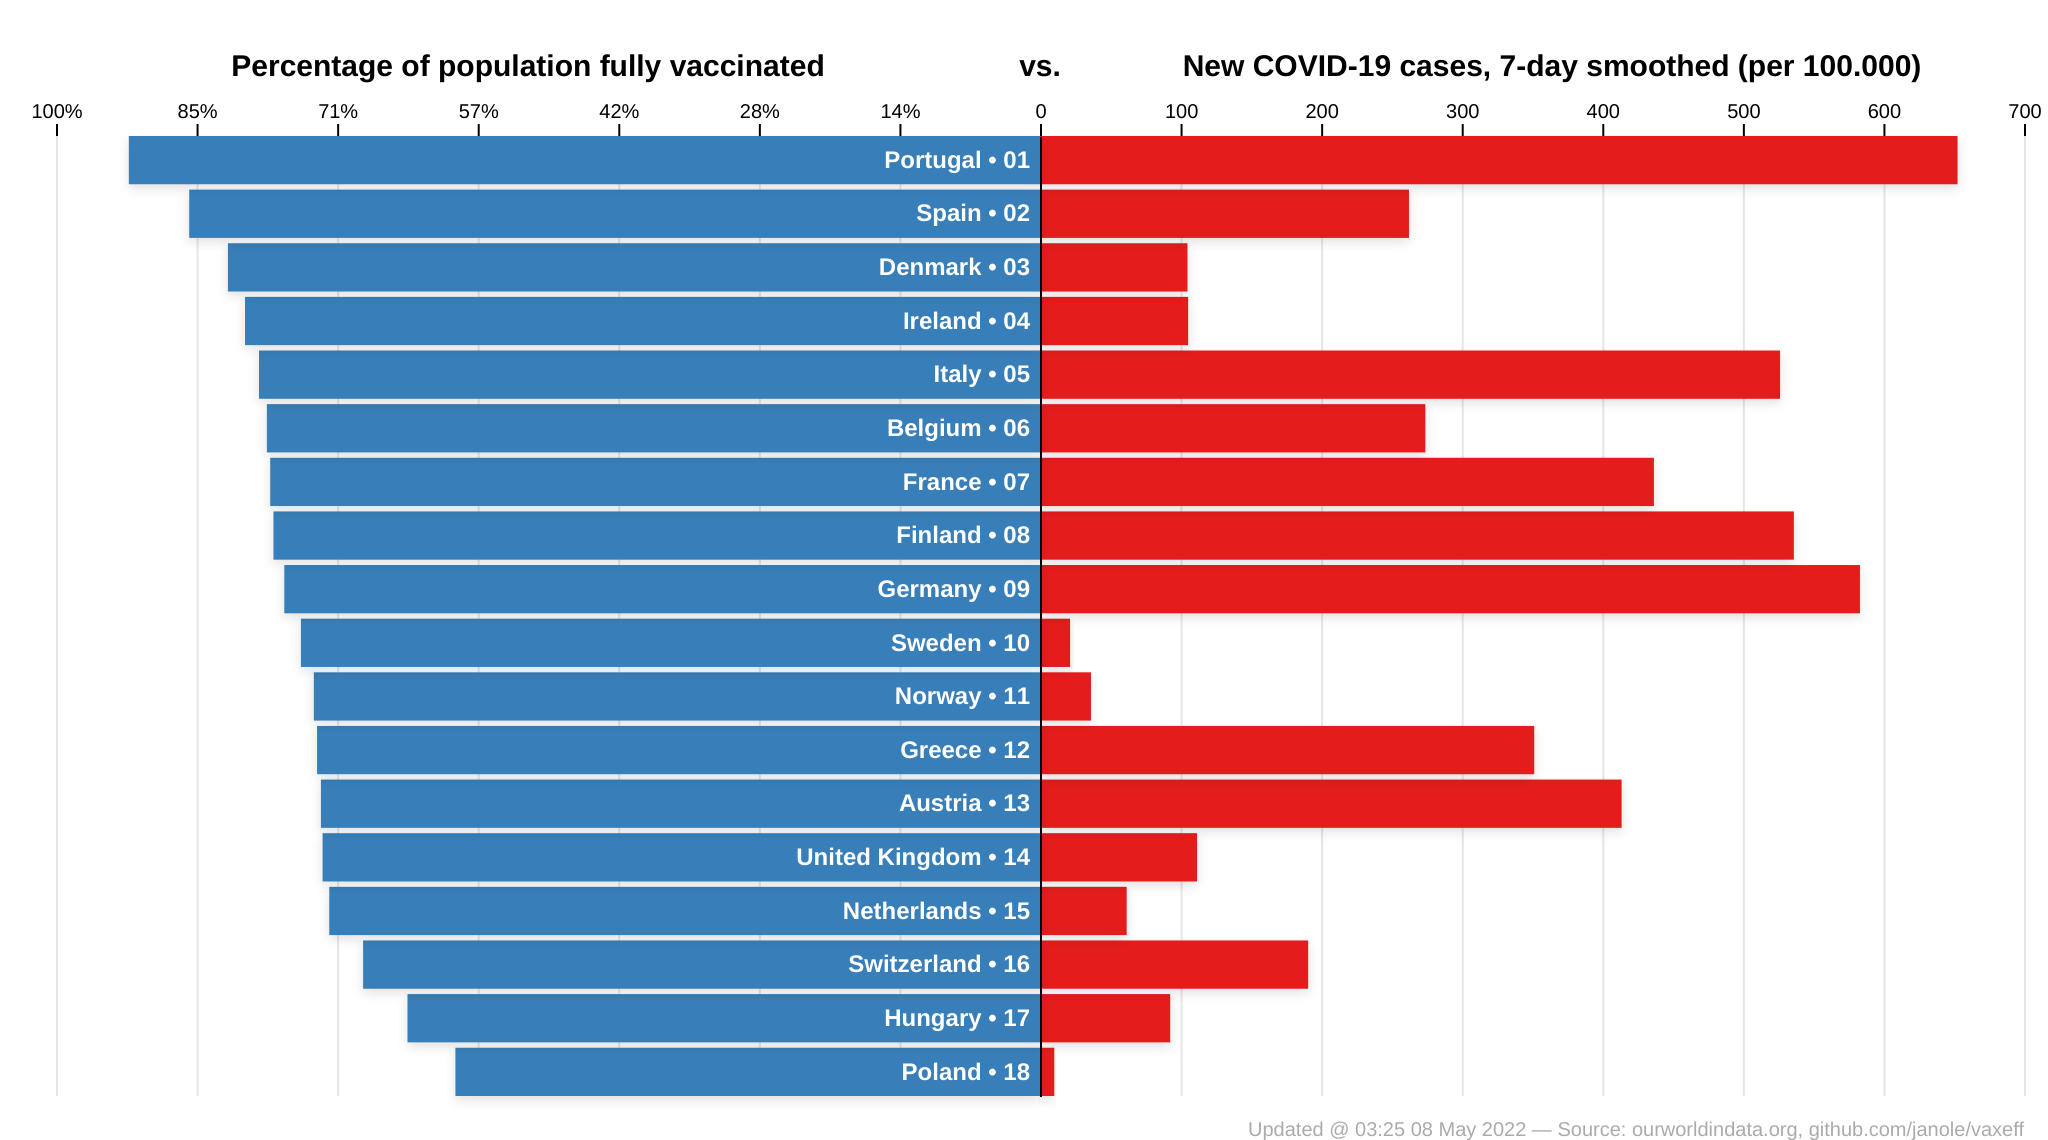 Percentage of population fully vaccinated vs. New COVID-19 cases, 7-day smoothed (per 100.000)
100% 85% 71% 57% 42% 28% 14% 0 100 200 300 400 500 600 700
Portugal • 01
Spain • 02
Denmark • 03
Ireland • 04
Italy • 05
Belgium • 06
France • 07
Finland • 08
Germany • 09
Sweden • 10
Norway • 11
Greece • 12
Austria • 13
United Kingdom • 14
Netherlands • 15
Switzerland • 16
Hungary • 17
Poland • 18
Updated @ 03:25 08 May 2022 — Source: ourworldindata.org, github.com/janole/vaxeff